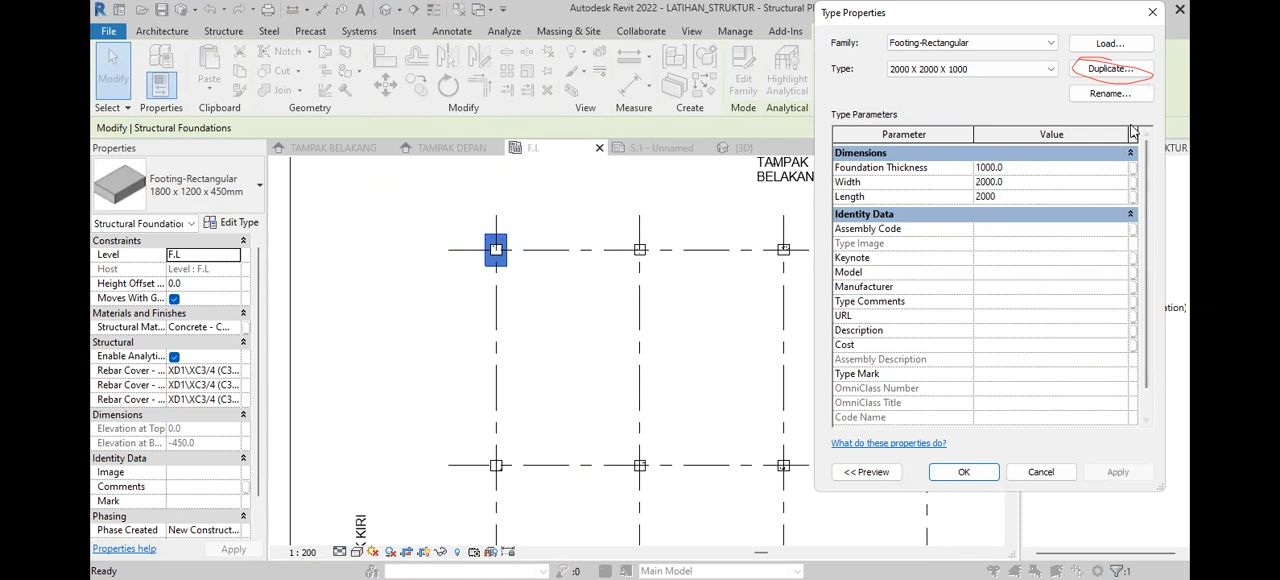 Autodesk Revit 2022 - LATIHAN_STRUKTUR - Structural Pl
File Architecture Structure Steel Precast Systems Insert Annotate Analyze Massing & Site Collaborate View Manage Add-Ins
Modify
Properties
Paste
Notch
Cut
Join
Edit Family
Highlight Analytical
Select Properties Clipboard Geometry Modify View Measure Create Mode Analytical
Modify | Structural Foundations
Properties
TAMPAK BELAKANG TAMPAK DEPAN F.L S.1 - Unnamed {3D}
Footing-Rectangular
1800 x 1200 x 450mm
Structural Foundation Edit Type
Constraints
Level F.L
Host Level : F.L
Height Offset ... 0.0
Moves With G...
Materials and Finishes
Structural Mat... Concrete - C...
Structural
Enable Analyti...
Rebar Cover - ... XD1\XC3/4 (C3...
Rebar Cover - ... XD1\XC3/4 (C3...
Rebar Cover - ... XD1\XC3/4 (C3...
Dimensions
Elevation at Top 0.0
Elevation at B... -450.0
Identity Data
Image
Comments
Mark
Phasing
Phase Created New Construct...
Properties help Apply
TAMPAK
BELAKAN
K KIRI
1 : 200
Ready
:0 Main Model
:1
Type Properties
Family: Footing-Rectangular Load...
Type: 2000 X 2000 X 1000 Duplicate...
Rename...
Type Parameters
Parameter Value
Dimensions
Foundation Thickness 1000.0
Width 2000.0
Length 2000
Identity Data
Assembly Code
Type Image
Keynote
Model
Manufacturer
Type Comments
URL
Description
Cost
Assembly Description
Type Mark
OmniClass Number
OmniClass Title
Code Name
What do these properties do?
<< Preview OK Cancel Apply
KTUR
ation)